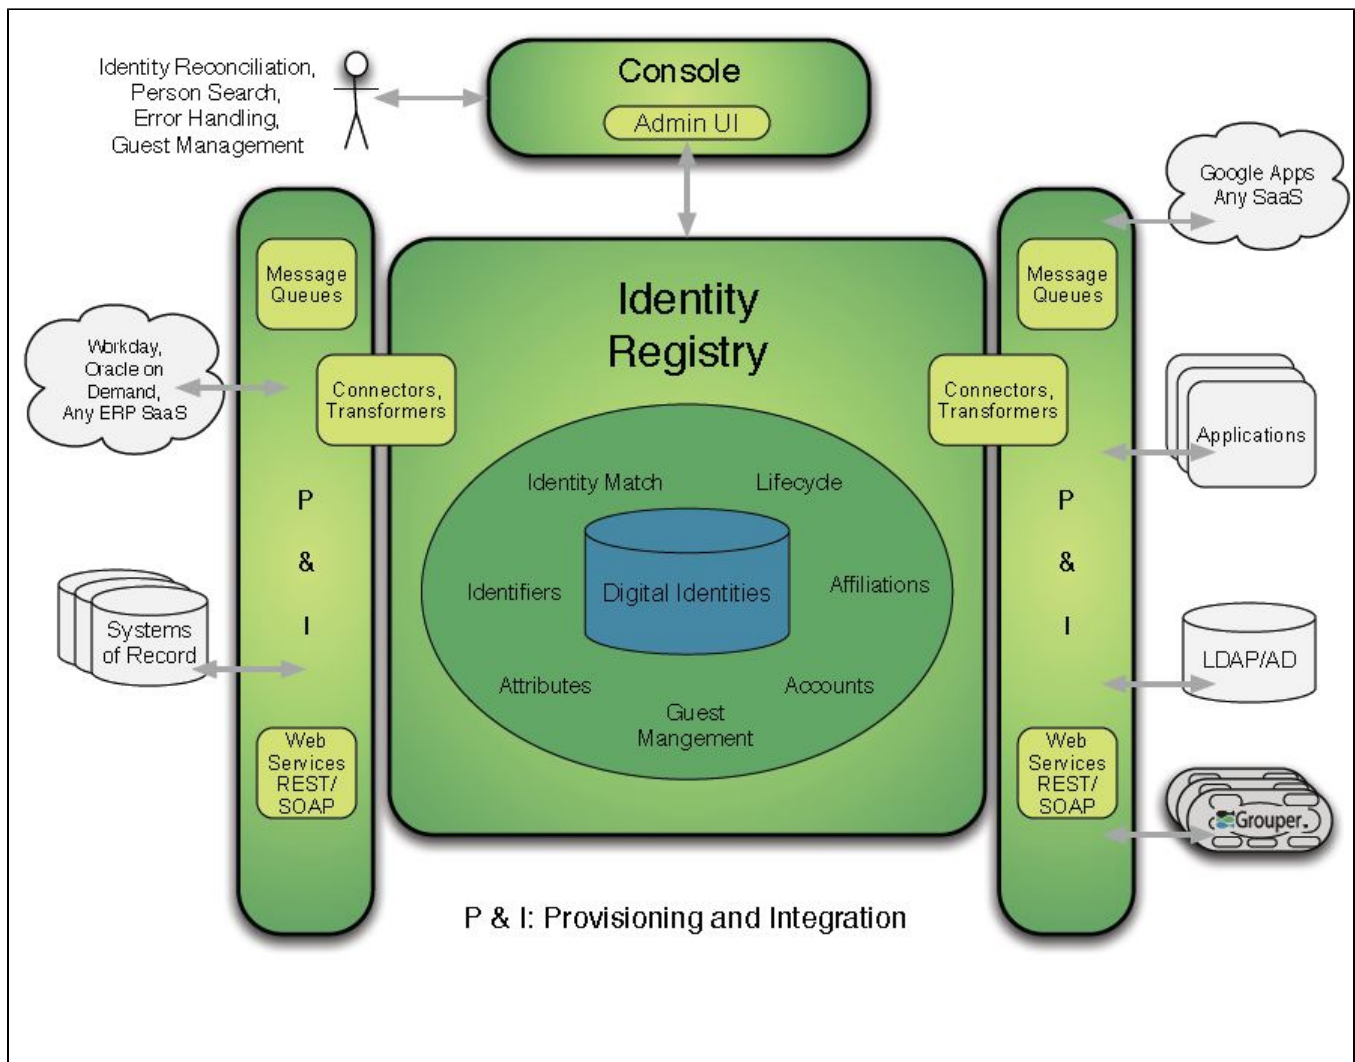 Identity Reconciliation,
Person Search,
Error Handling,
Guest Management
Console
Admin UI
Google Apps
Any SaaS
Message
Queues
Workday,
Oracle on
Demand,
Any ERP SaaS
Connectors,
Transformers
P
&
I
Systems
of Record
Web
Services
REST/
SOAP
Identity
Registry
Identity Match
Lifecycle
Identifiers
Digital Identities
Affiliations
Attributes
Accounts
Guest
Mangement
Message
Queues
Connectors,
Transformers
P
&
I
Web
Services
REST/
SOAP
Applications
LDAP/AD
Grouper
P & I: Provisioning and Integration